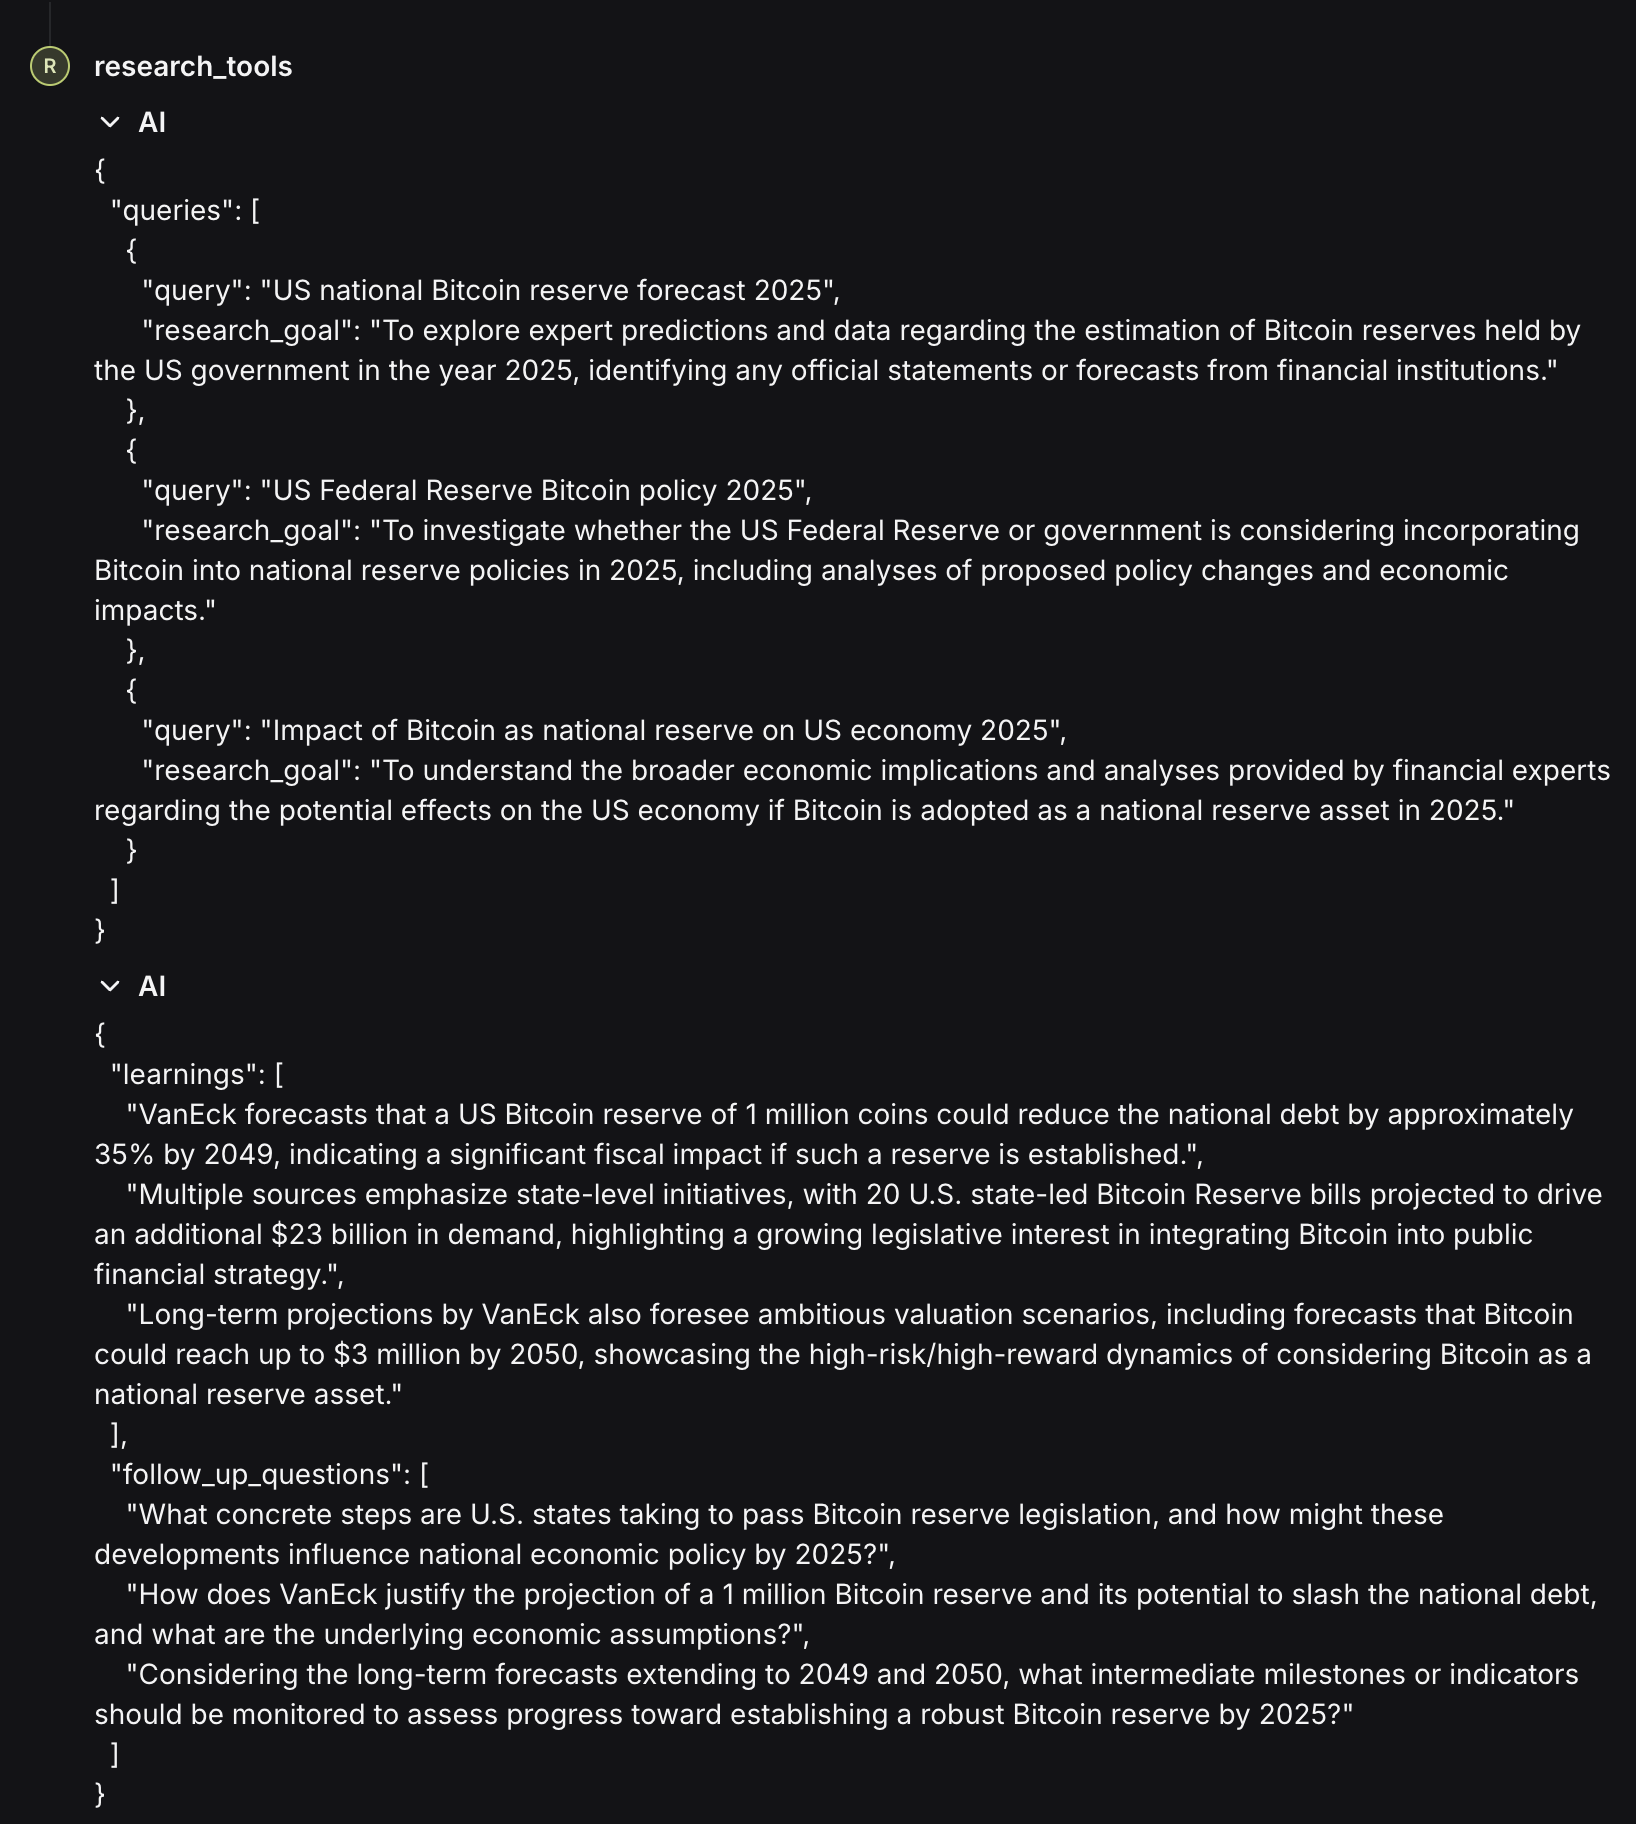 R
research_tools
AI
{
"queries": [
{
"query": "US national Bitcoin reserve forecast 2025",
"research_goal": "To explore expert predictions and data regarding the estimation of Bitcoin reserves held by
the US government in the year 2025, identifying any official statements or forecasts from financial institutions."
},
{
"query": "US Federal Reserve Bitcoin policy 2025",
"research_goal": "To investigate whether the US Federal Reserve or government is considering incorporating
Bitcoin into national reserve policies in 2025, including analyses of proposed policy changes and economic
impacts."
},
{
"query": "Impact of Bitcoin as national reserve on US economy 2025",
"research_goal": "To understand the broader economic implications and analyses provided by financial experts
regarding the potential effects on the US economy if Bitcoin is adopted as a national reserve asset in 2025."
}
]
}
AI
{
"learnings": [
"VanEck forecasts that a US Bitcoin reserve of 1 million coins could reduce the national debt by approximately
35% by 2049, indicating a significant fiscal impact if such a reserve is established.",
"Multiple sources emphasize state-level initiatives, with 20 U.S. state-led Bitcoin Reserve bills projected to drive
an additional $23 billion in demand, highlighting a growing legislative interest in integrating Bitcoin into public
financial strategy.",
"Long-term projections by VanEck also foresee ambitious valuation scenarios, including forecasts that Bitcoin
could reach up to $3 million by 2050, showcasing the high-risk/high-reward dynamics of considering Bitcoin as a
national reserve asset."
],
"follow_up_questions": [
"What concrete steps are U.S. states taking to pass Bitcoin reserve legislation, and how might these
developments influence national economic policy by 2025?",
"How does VanEck justify the projection of a 1 million Bitcoin reserve and its potential to slash the national debt,
and what are the underlying economic assumptions?",
"Considering the long-term forecasts extending to 2049 and 2050, what intermediate milestones or indicators
should be monitored to assess progress toward establishing a robust Bitcoin reserve by 2025?"
]
}